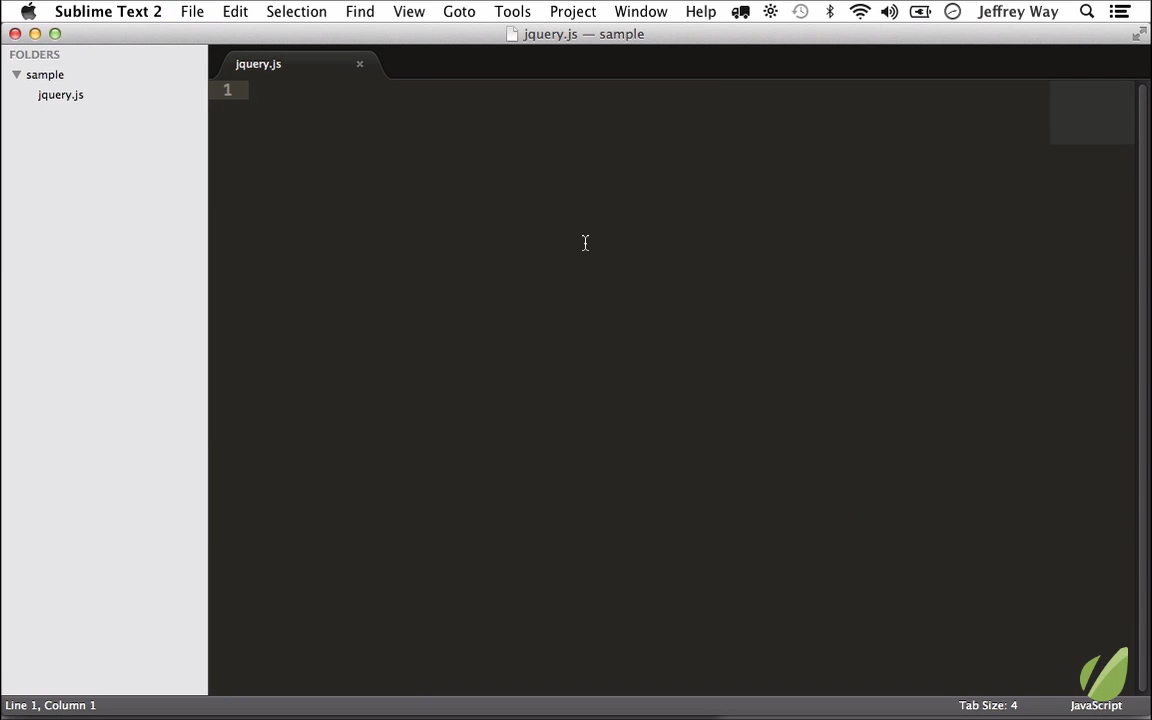 Sublime Text 2 File Edit Selection Find View Goto Tools Project Window Help Jeffrey Way
jquery.js — sample
FOLDERS
sample
jquery.js
jquery.js
1
Line 1, Column 1
Tab Size: 4
JavaScript